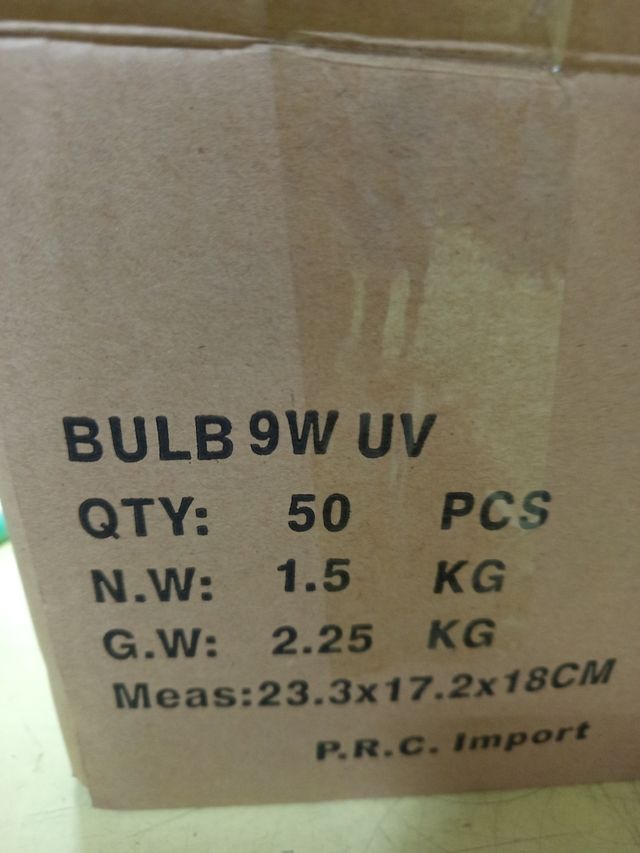 BULB 9W UV
QTY: 50 PCS
N.W: 1.5 KG
G.W: 2.25 KG
Meas:23.3x17.2x18CM
P.R.C. Import